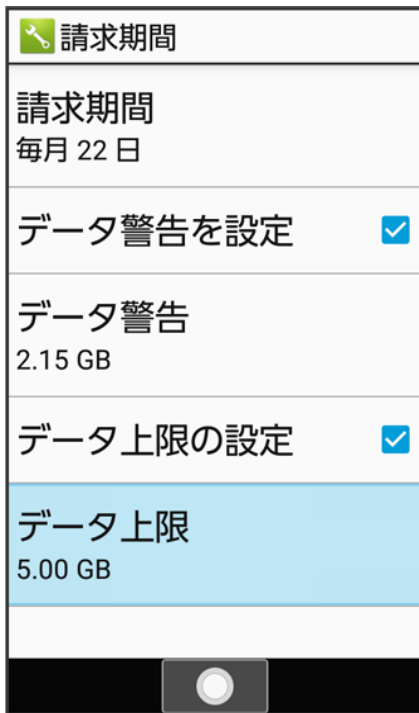 請求期間
請求期間
毎月 22 日
データ警告を設定
データ警告
2.15 GB
データ上限の設定
データ上限
5.00 GB